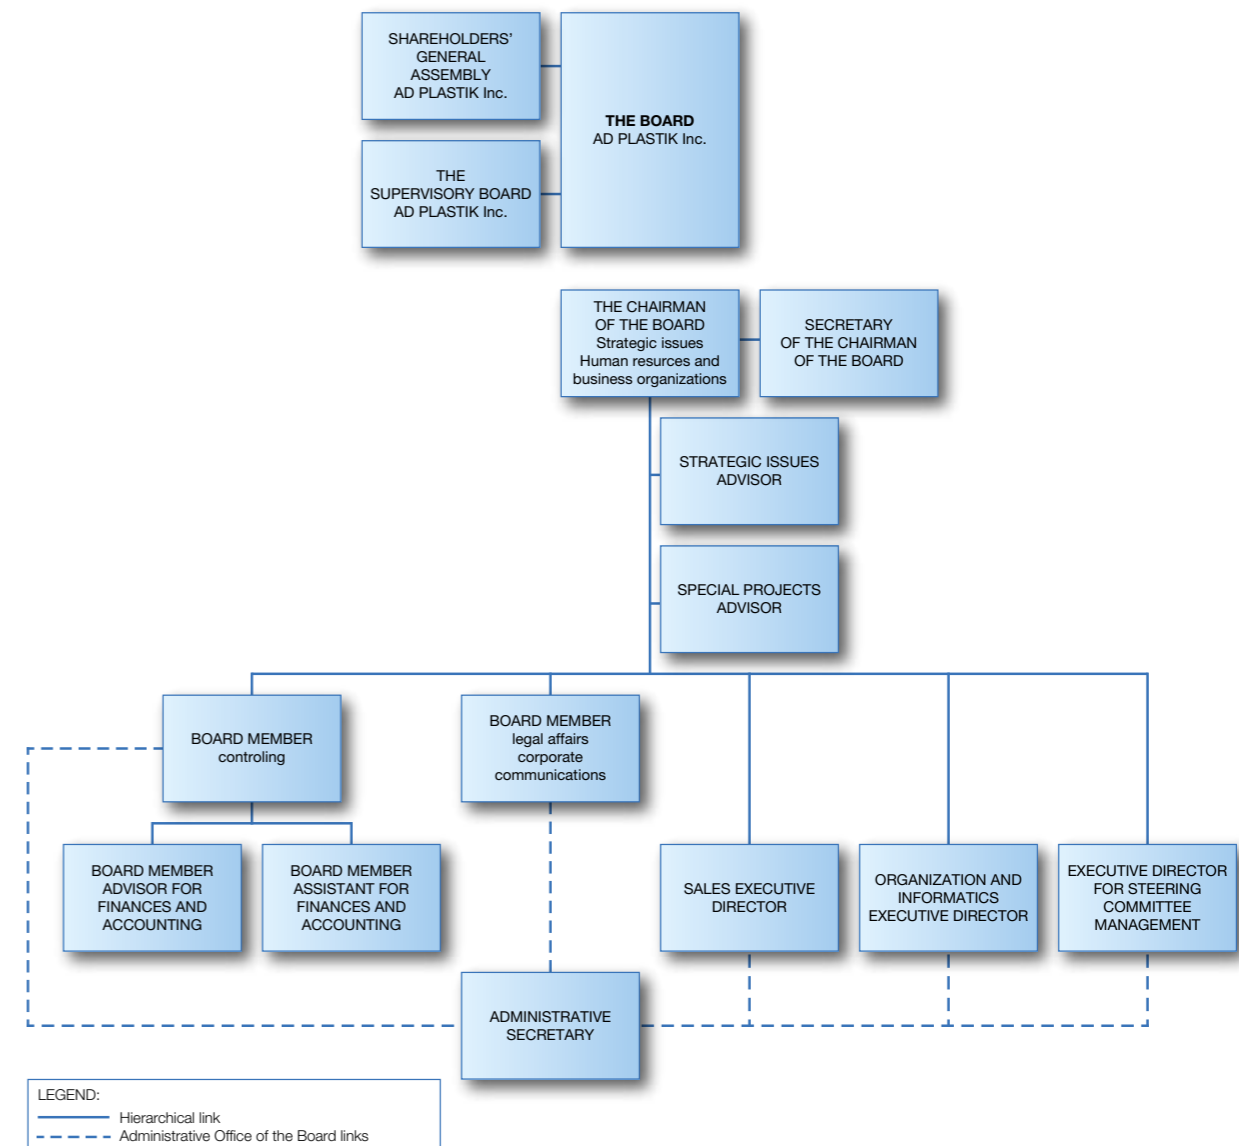 SHAREHOLDERS'
GENERAL
ASSEMBLY
AD PLASTIK Inc.
THE BOARD
AD PLASTIK Inc.
THE
SUPERVISORY BOARD
AD PLASTIK Inc.
THE CHAIRMAN
OF THE BOARD
Strategic issues
Human resurces and
business organizations
SECRETARY
OF THE CHAIRMAN
OF THE BOARD
STRATEGIC ISSUES
ADVISOR
SPECIAL PROJECTS
ADVISOR
BOARD MEMBER
controling
BOARD MEMBER
legal affairs
corporate
communications
BOARD MEMBER
ADVISOR FOR
FINANCES AND
ACCOUNTING
BOARD MEMBER
ASSISTANT FOR
FINANCES AND
ACCOUNTING
SALES EXECUTIVE
DIRECTOR
ORGANIZATION AND
INFORMATICS
EXECUTIVE DIRECTOR
EXECUTIVE DIRECTOR
FOR STEERING
COMMITTEE
MANAGEMENT
ADMINISTRATIVE
SECRETARY
LEGEND:
Hierarchical link
Administrative Office of the Board links